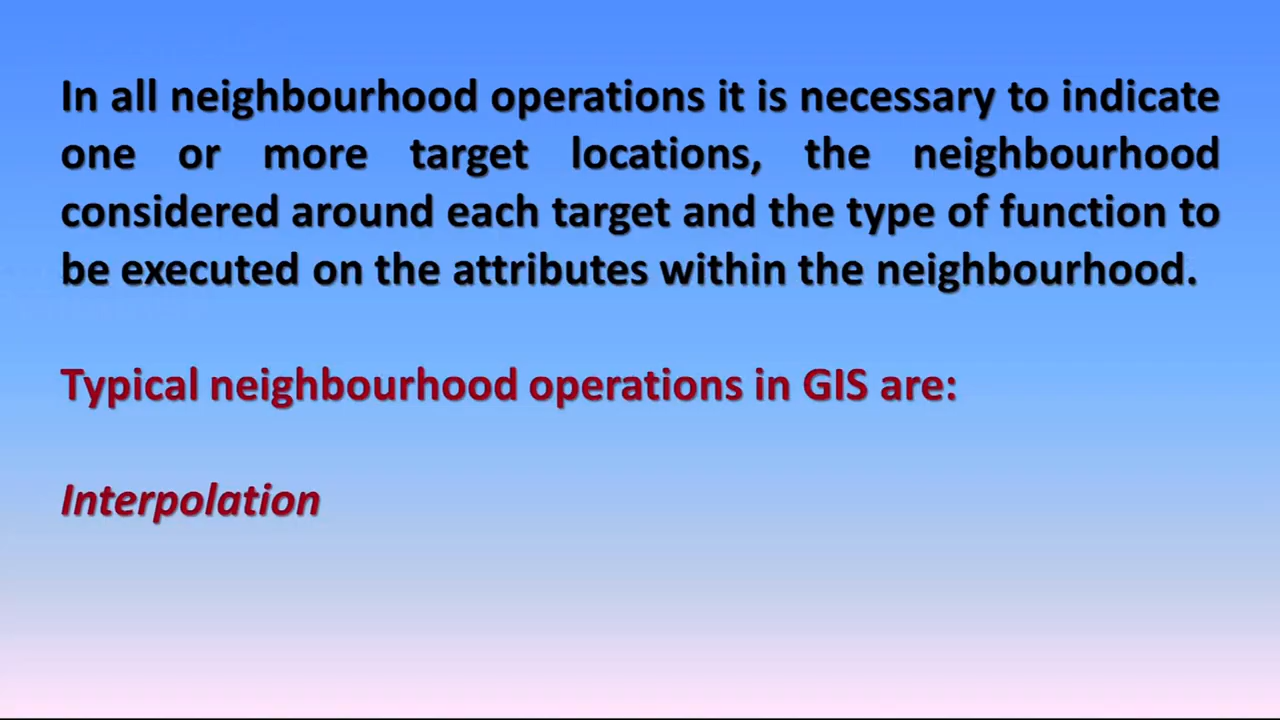 In all neighbourhood operations it is necessary to indicate
one or more target locations, the neighbourhood
considered around each target and the type of function to
be executed on the attributes within the neighbourhood.
Typical neighbourhood operations in GIS are:
Interpolation